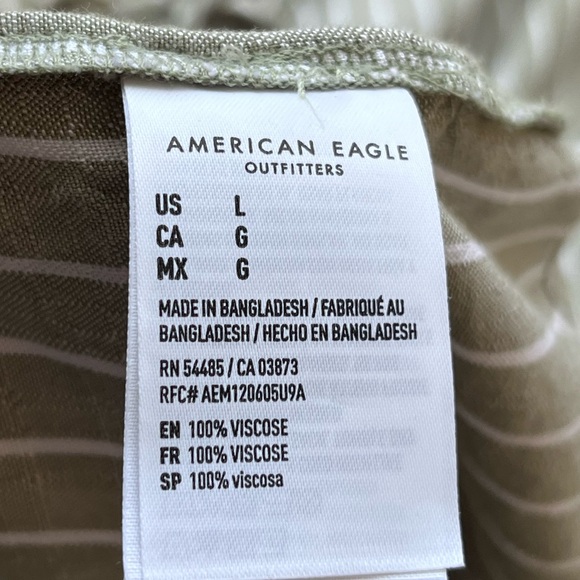 AMERICAN EAGLE
OUTFITTERS
US L
CA G
MX G
MADE IN BANGLADESH / FABRIQUÉ AU
BANGLADESH / HECHO EN BANGLADESH
RN 54485 / CA 03873
RFC# AEM120605U9A
EN 100% VISCOSE
FR 100% VISCOSE
SP 100% viscosa